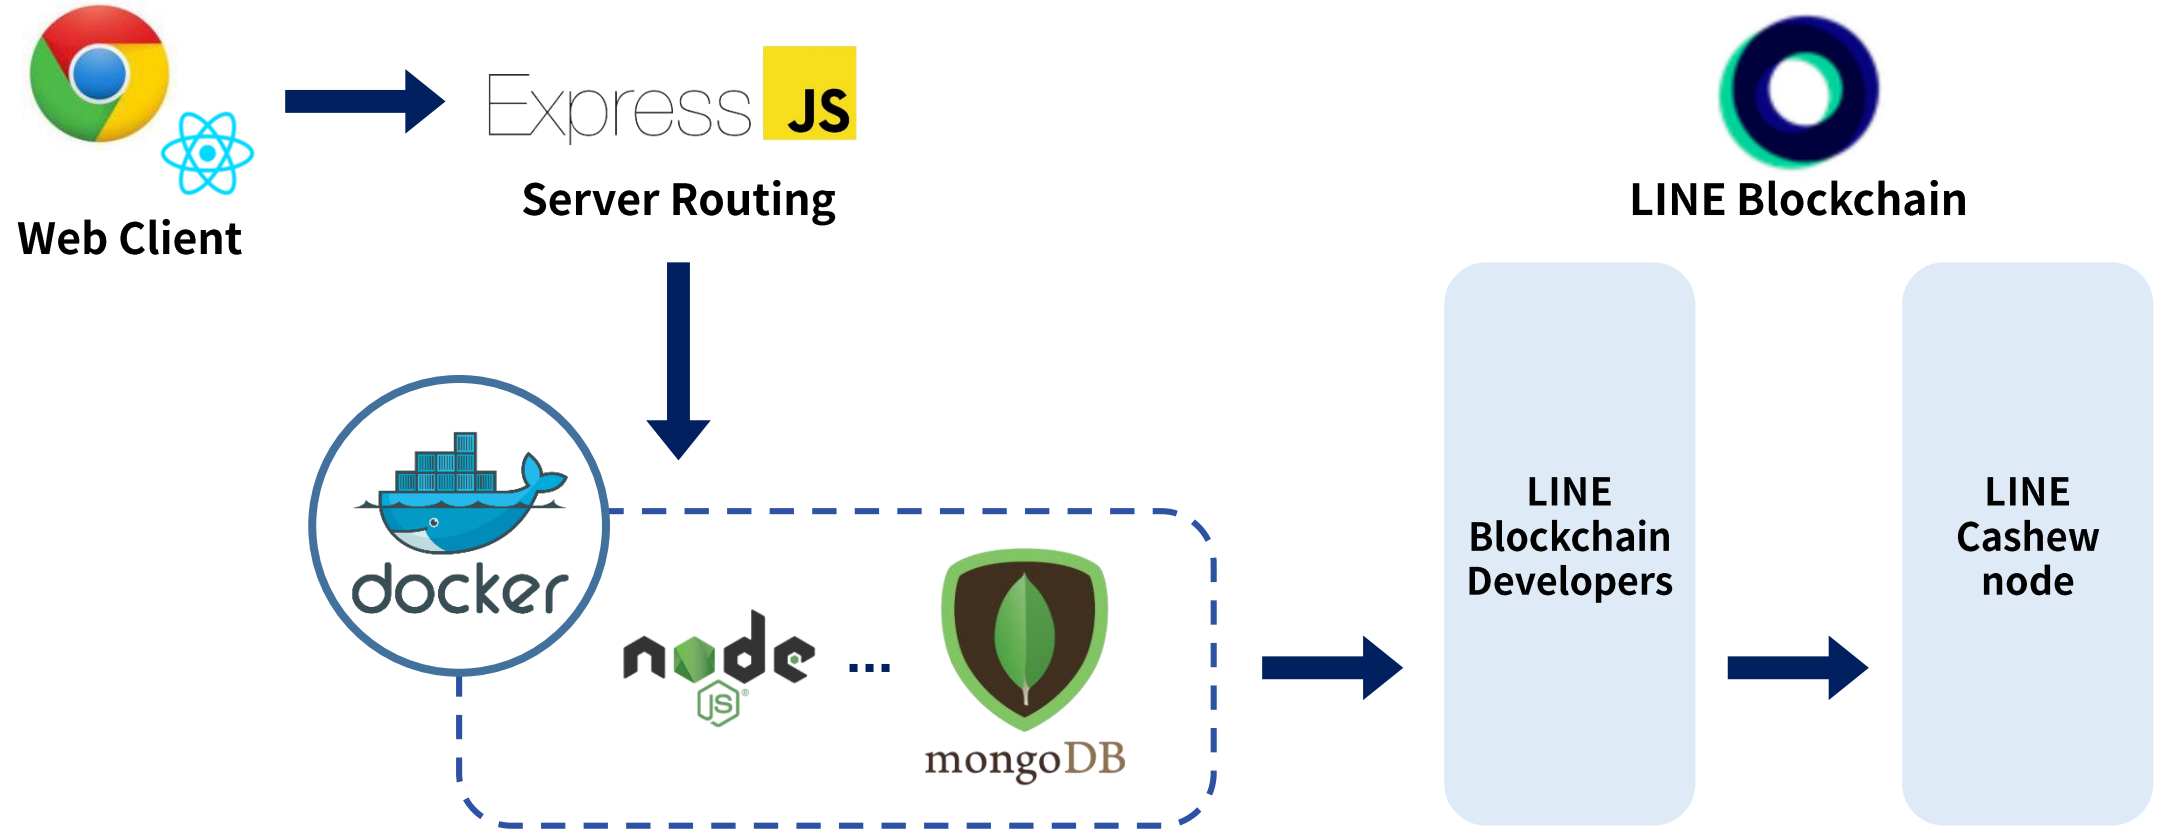 Express JS
Web Client
Server Routing
LINE Blockchain
docker
node
JS
...
mongoDB
LINE
Blockchain
Developers
LINE
Cashew
node